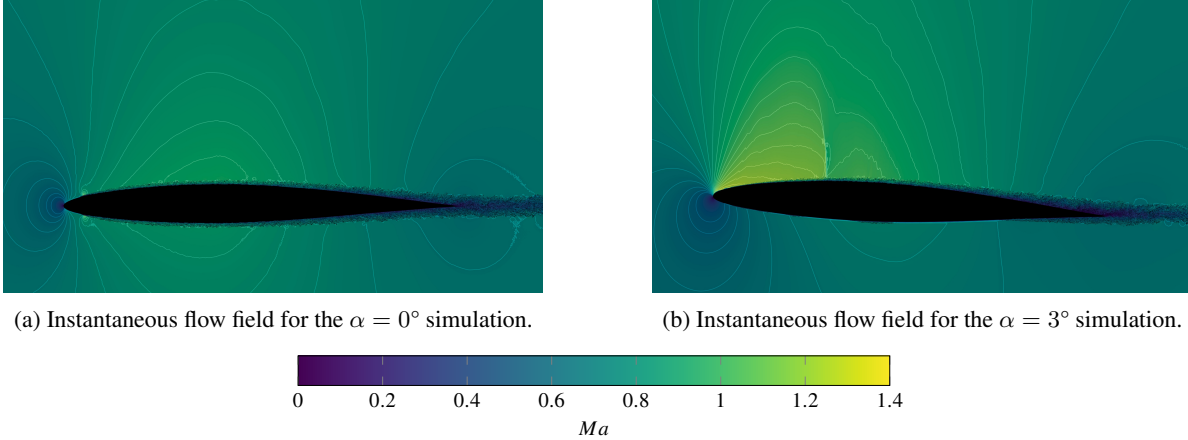 (a) Instantaneous flow field for the α = 0° simulation.
(b) Instantaneous flow field for the α = 3° simulation.
0 0.2 0.4 0.6 0.8 1 1.2 1.4
Ma